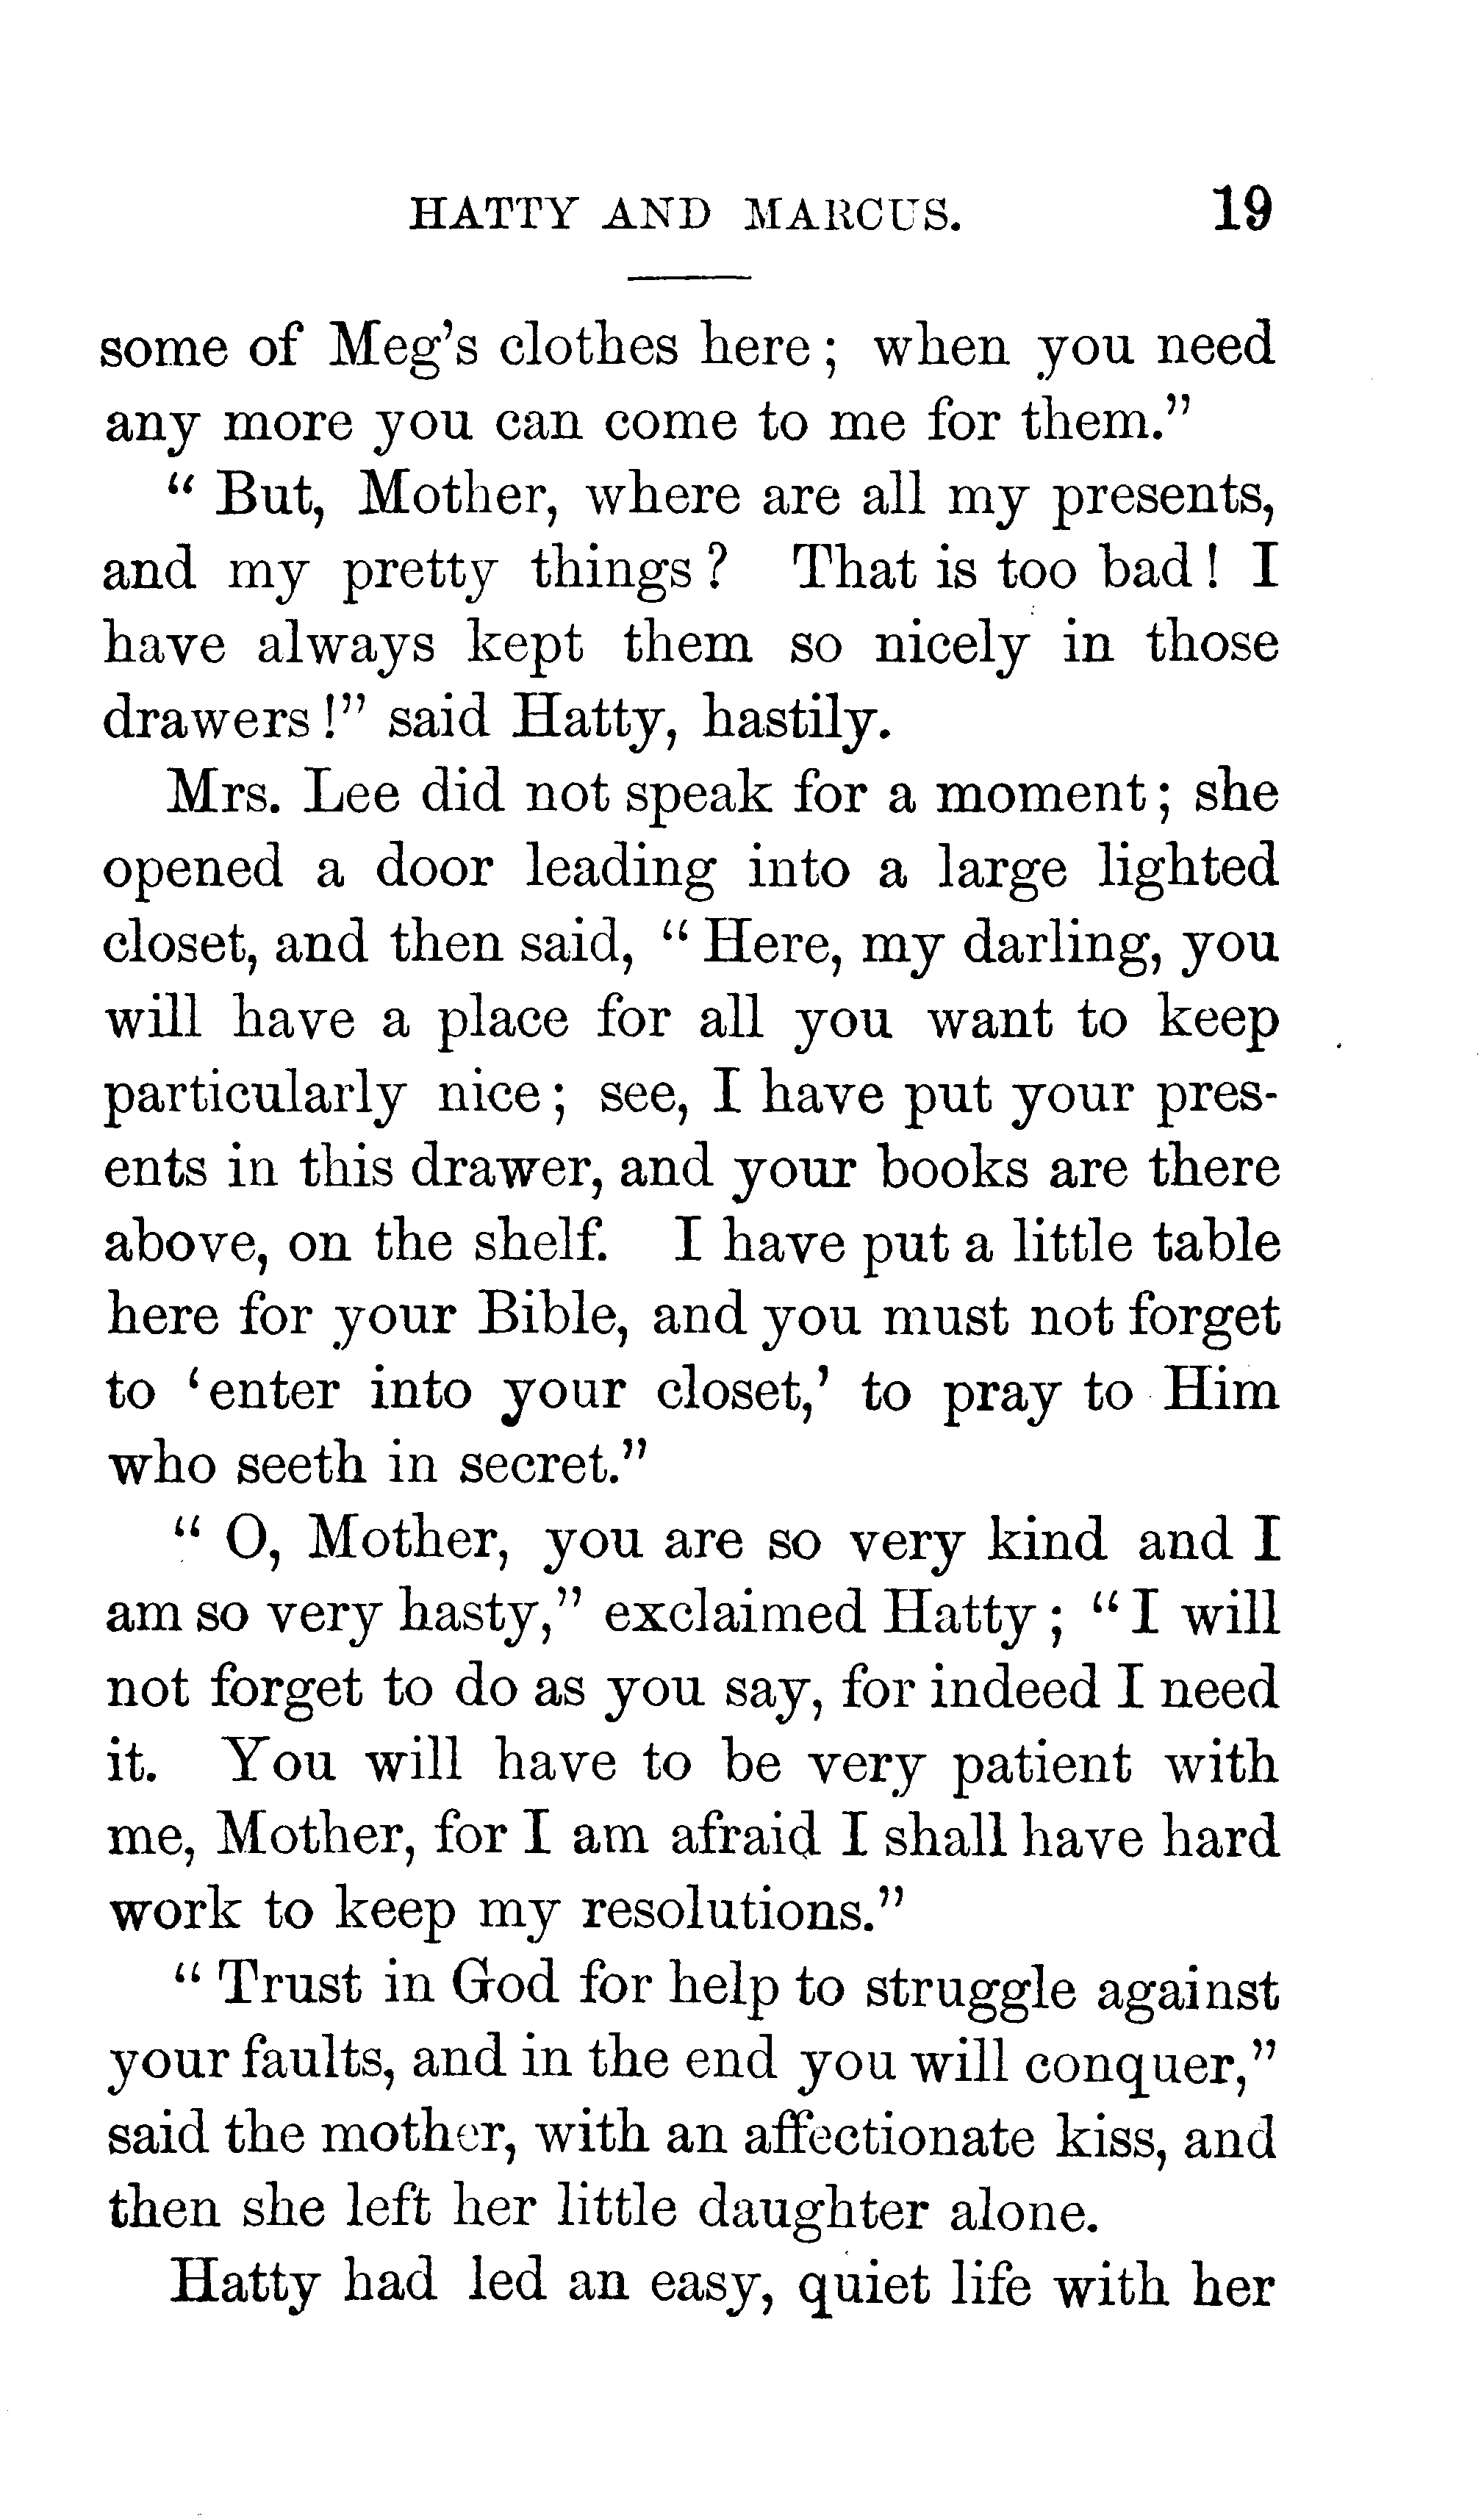 HATTY AND MARCUS. 19
some of Meg's clothes here; when you need
any more you can come to me for them."
"But, Mother, where are all my presents,
and my pretty things? That is too bad! I
have always kept them so nicely in those
drawers!" said Hatty, hastily.
Mrs. Lee did not speak for a moment; she
opened a door leading into a large lighted
closet, and then said, "Here, my darling, you
will have a place for all you want to keep
particularly nice; see, I have put your pres-
ents in this drawer, and your books are there
above, on the shelf. I have put a little table
here for your Bible, and you must not forget
to 'enter into your closet,' to pray to Him
who seeth in secret."
"O, Mother, you are so very kind and I
am so very hasty," exclaimed Hatty; "I will
not forget to do as you say, for indeed I need
it. You will have to be very patient with
me, Mother, for I am afraid I shall have hard
work to keep my resolutions."
"Trust in God for help to struggle against
your faults, and in the end you will conquer,"
said the mother, with an affectionate kiss, and
then she left her little daughter alone.
Hatty had led an easy, quiet life with her